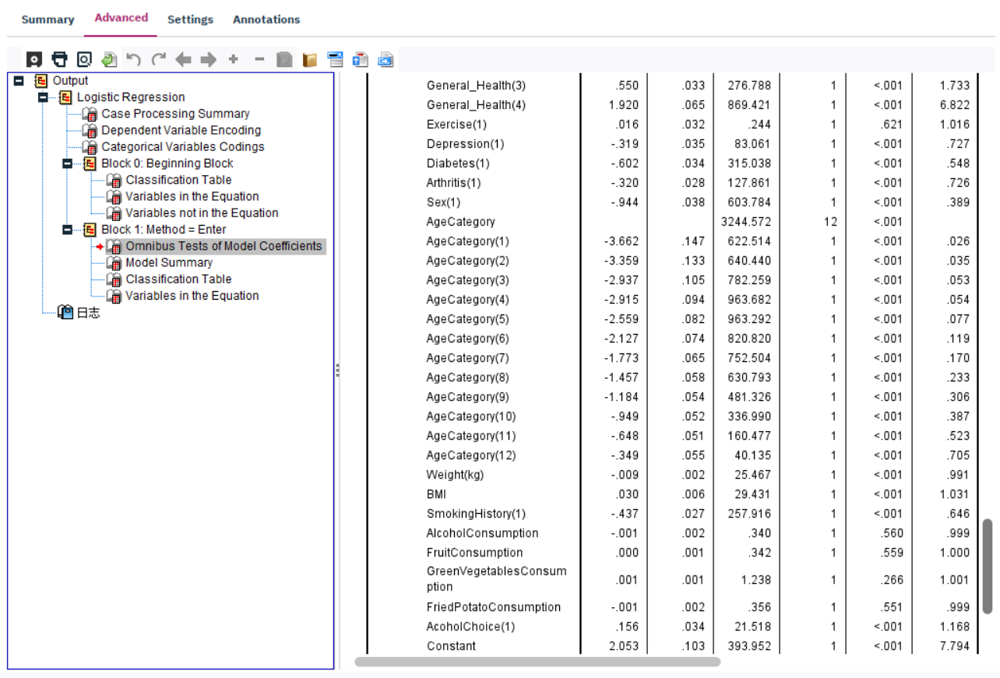 Summary Advanced Settings Annotations
Output
Logistic Regression
Case Processing Summary
Dependent Variable Encoding
Categorical Variables Codings
Block 0: Beginning Block
Classification Table
Variables in the Equation
Variables not in the Equation
Block 1: Method = Enter
Omnibus Tests of Model Coefficients
Model Summary
Classification Table
Variables in the Equation
日志
General_Health(3) .550 .033 276.788 1 <.001 1.733
General_Health(4) 1.920 .065 869.421 1 <.001 6.822
Exercise(1) .016 .032 .244 1 .621 1.016
Depression(1) -.319 .035 83.061 1 <.001 .727
Diabetes(1) -.602 .034 315.038 1 <.001 .548
Arthritis(1) -.320 .028 127.861 1 <.001 .726
Sex(1) -.944 .038 603.784 1 <.001 .389
AgeCategory 3244.572 12 <.001
AgeCategory(1) -3.662 .147 622.514 1 <.001 .026
AgeCategory(2) -3.359 .133 640.440 1 <.001 .035
AgeCategory(3) -2.937 .105 782.259 1 <.001 .053
AgeCategory(4) -2.915 .094 963.682 1 <.001 .054
AgeCategory(5) -2.559 .082 963.292 1 <.001 .077
AgeCategory(6) -2.127 .074 820.820 1 <.001 .119
AgeCategory(7) -1.773 .065 752.504 1 <.001 .170
AgeCategory(8) -1.457 .058 630.793 1 <.001 .233
AgeCategory(9) -1.184 .054 481.326 1 <.001 .306
AgeCategory(10) -.949 .052 336.990 1 <.001 .387
AgeCategory(11) -.648 .051 160.477 1 <.001 .523
AgeCategory(12) -.349 .055 40.135 1 <.001 .705
Weight(kg) -.009 .002 25.467 1 <.001 .991
BMI .030 .006 29.431 1 <.001 1.031
SmokingHistory(1) -.437 .027 257.916 1 <.001 .646
AlcoholConsumption -.001 .002 .340 1 .560 .999
FruitConsumption .000 .001 .342 1 .559 1.000
GreenVegetablesConsum
ption .001 .001 1.238 1 .266 1.001
FriedPotatoConsumption -.001 .002 .356 1 .551 .999
AcoholChoice(1) .156 .034 21.518 1 <.001 1.168
Constant 2.053 .103 393.952 1 <.001 7.794